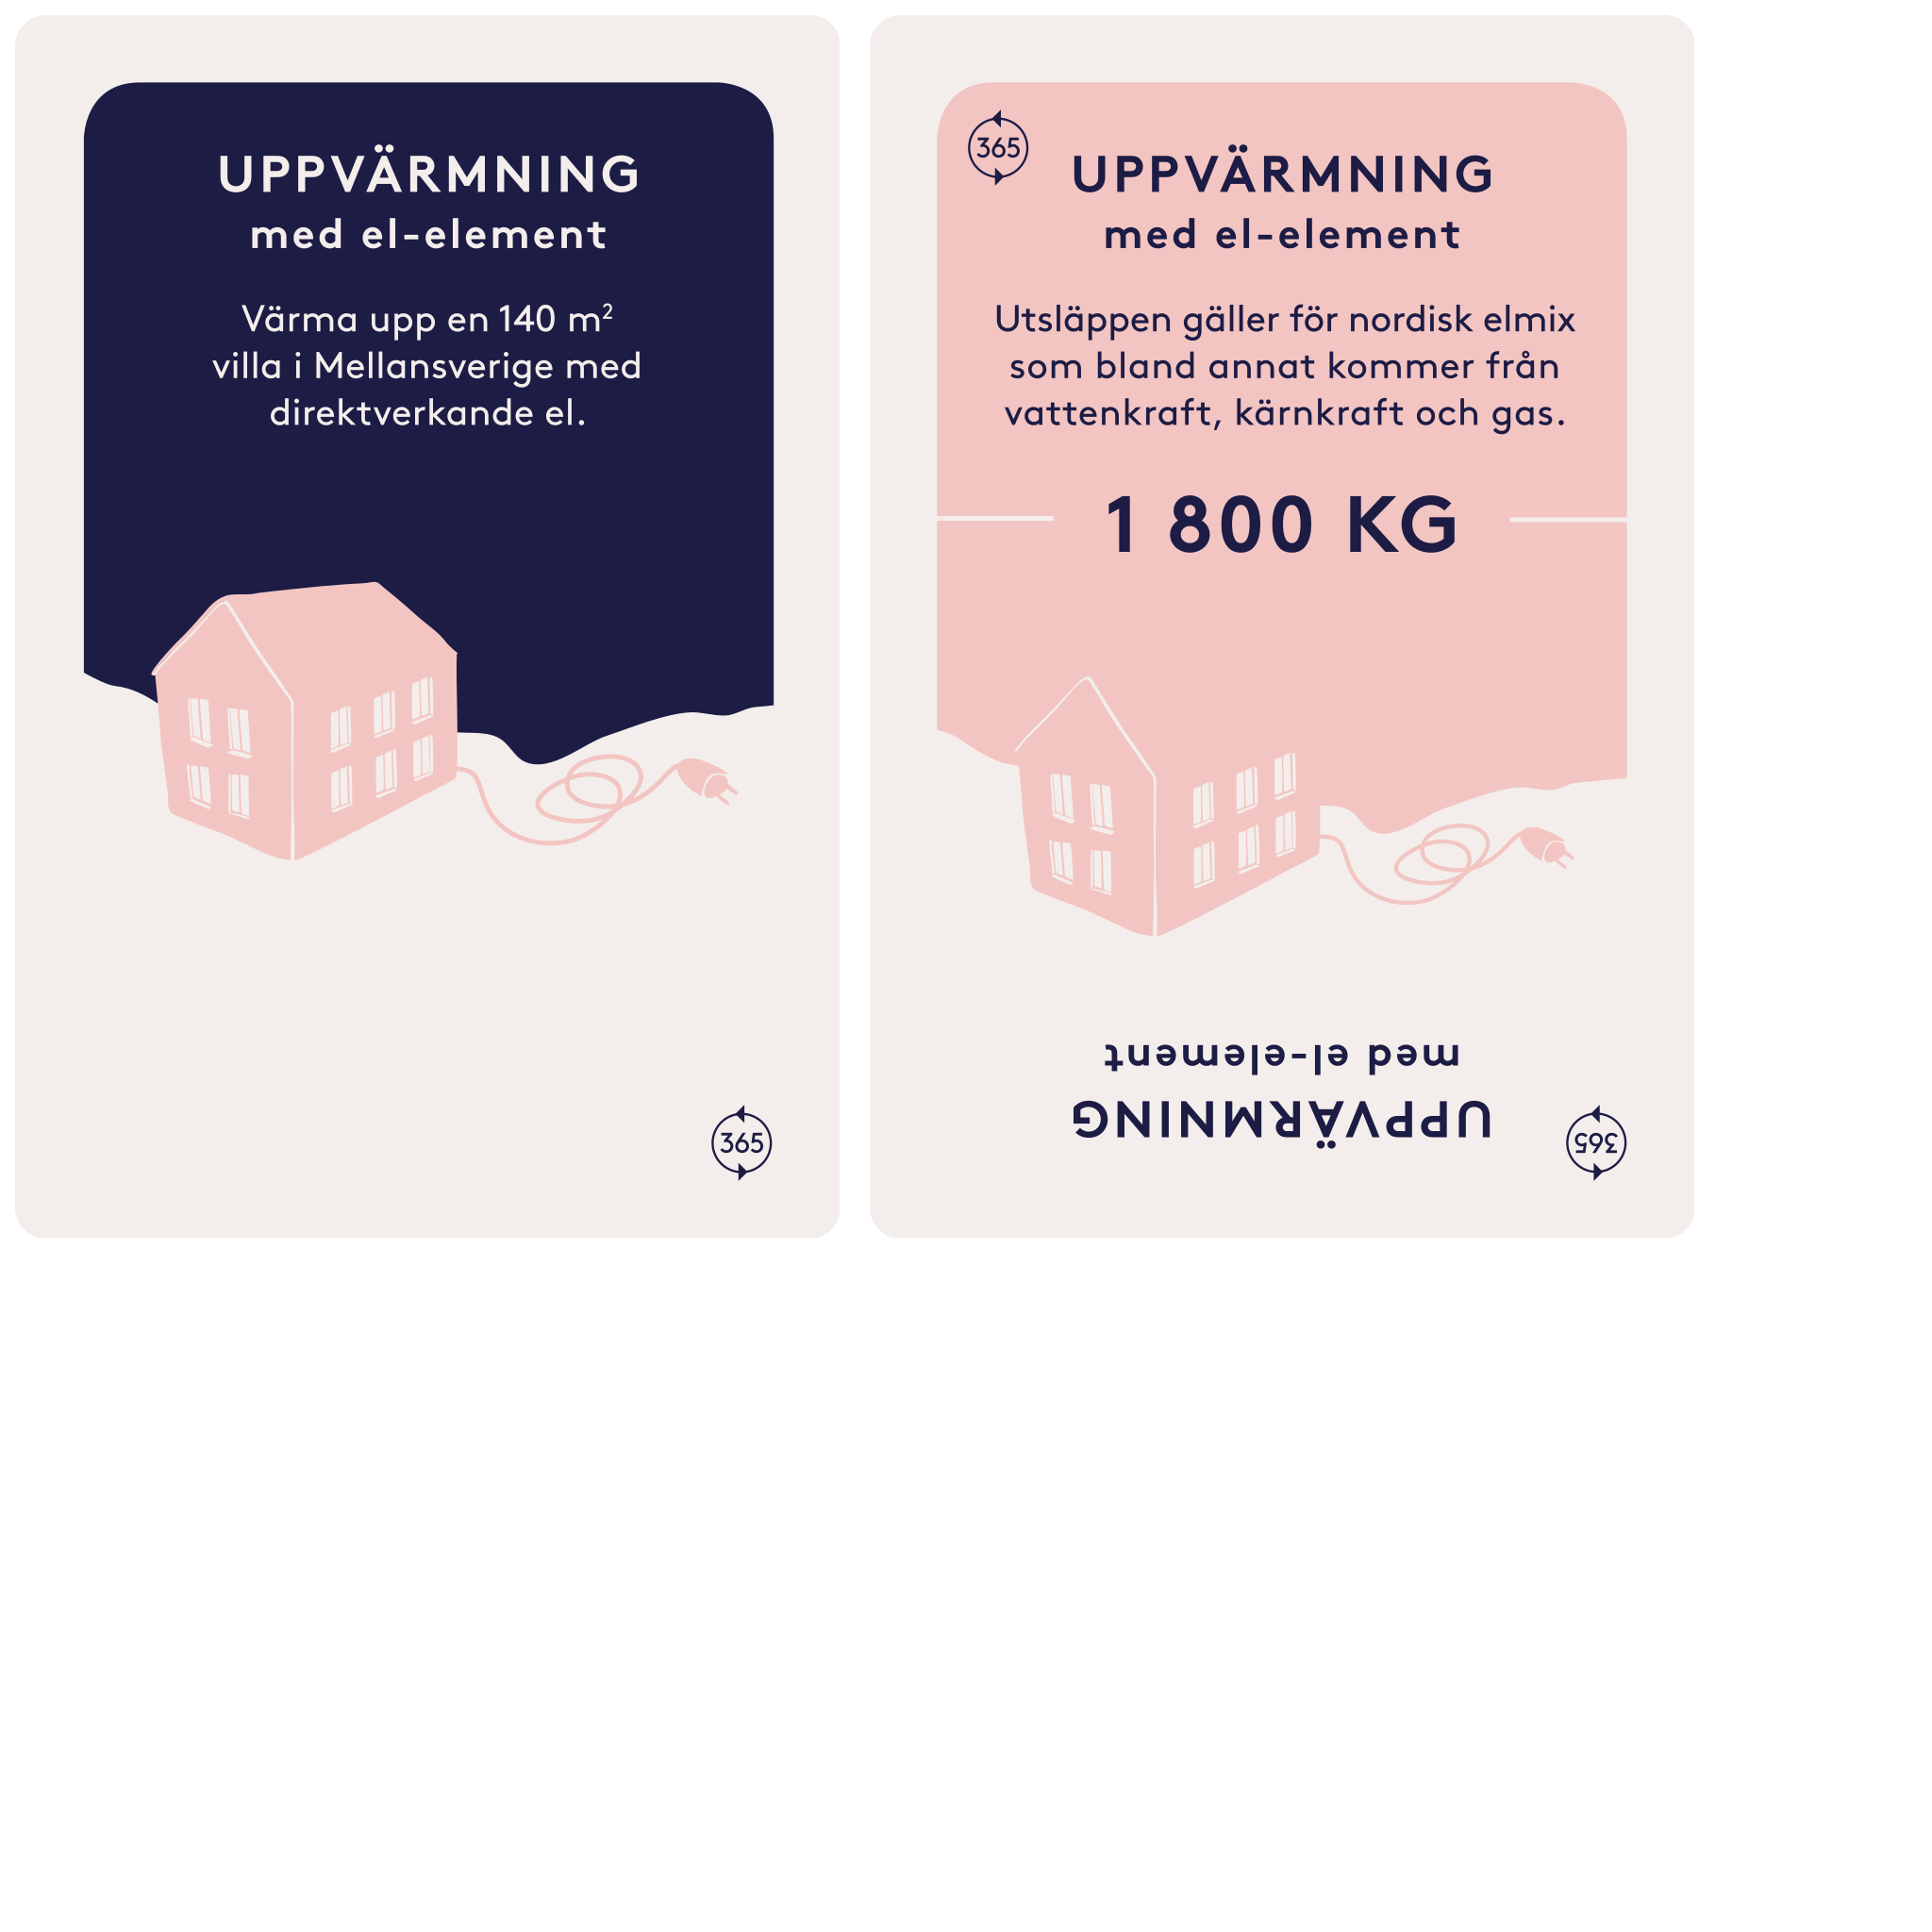 UPPVÄRMNING
med el-element
Värma upp en 140 m²
villa i Mellansverige med
direktverkande el.
365
365
UPPVÄRMNING
med el-element
Utsläppen gäller för nordisk elmix
som bland annat kommer från
vattenkraft, kärnkraft och gas.
1 800 KG
UPPVÄRMNING
med el-element
365